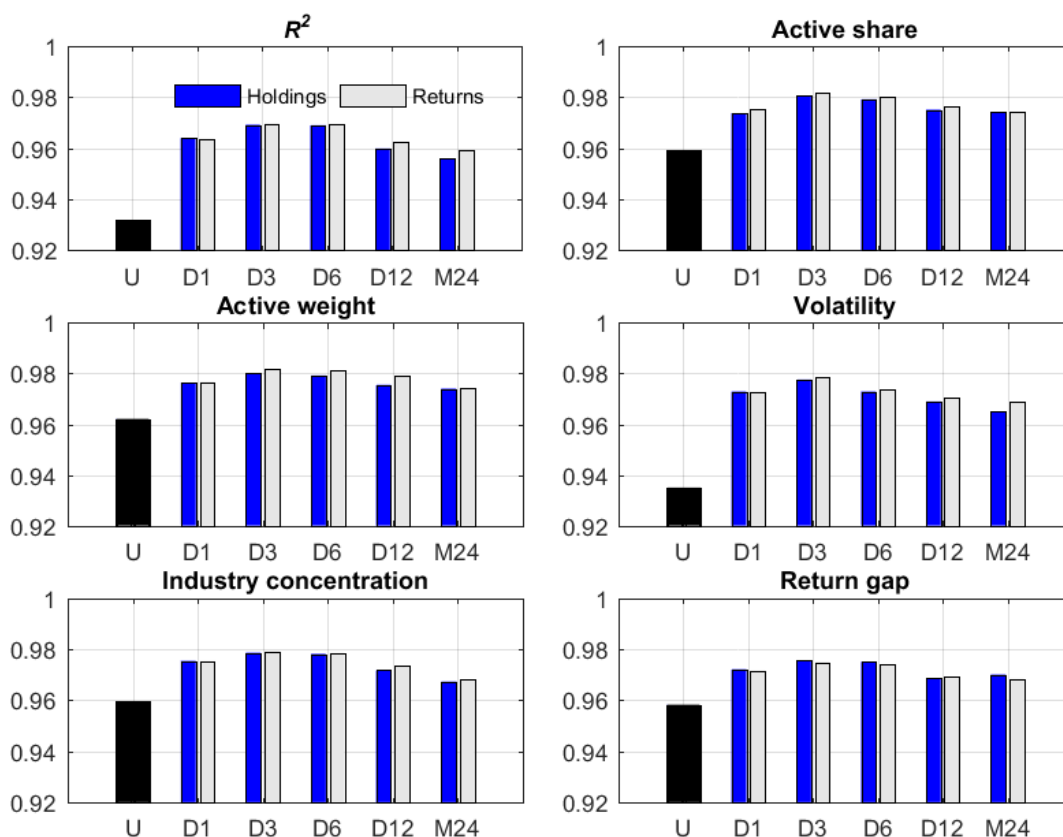 R²
Active share
1
0.98
0.96
0.94
0.92
Holdings
Returns
U D1 D3 D6 D12 M24
1
0.98
0.96
0.94
0.92
U D1 D3 D6 D12 M24
Active weight
Volatility
1
0.98
0.96
0.94
0.92
U D1 D3 D6 D12 M24
1
0.98
0.96
0.94
0.92
U D1 D3 D6 D12 M24
Industry concentration
Return gap
1
0.98
0.96
0.94
0.92
U D1 D3 D6 D12 M24
1
0.98
0.96
0.94
0.92
U D1 D3 D6 D12 M24